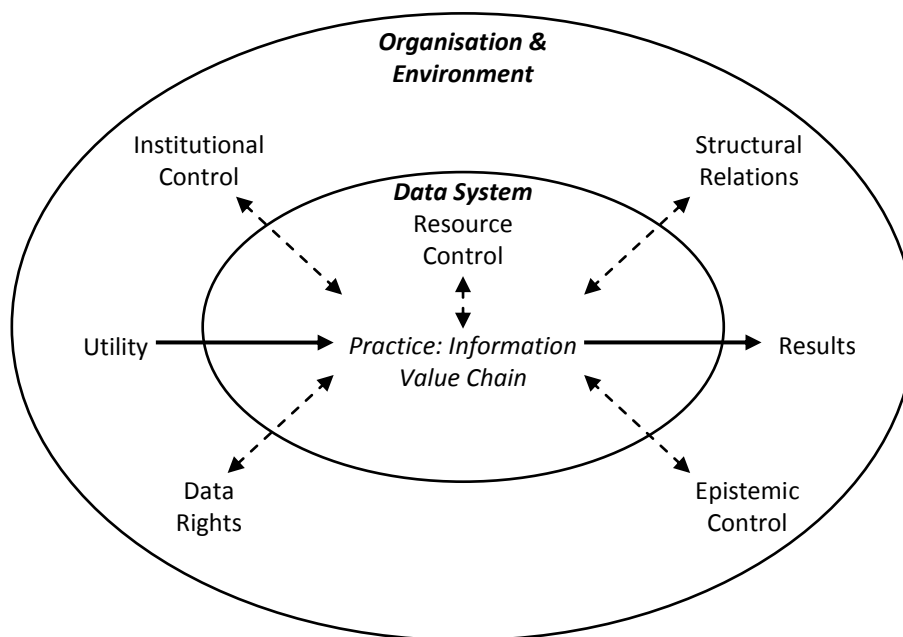 Organisation &
Environment
Institutional
Control
Structural
Relations
Data System
Resource
Control
Utility
Practice: Information
Value Chain
Results
Data
Rights
Epistemic
Control